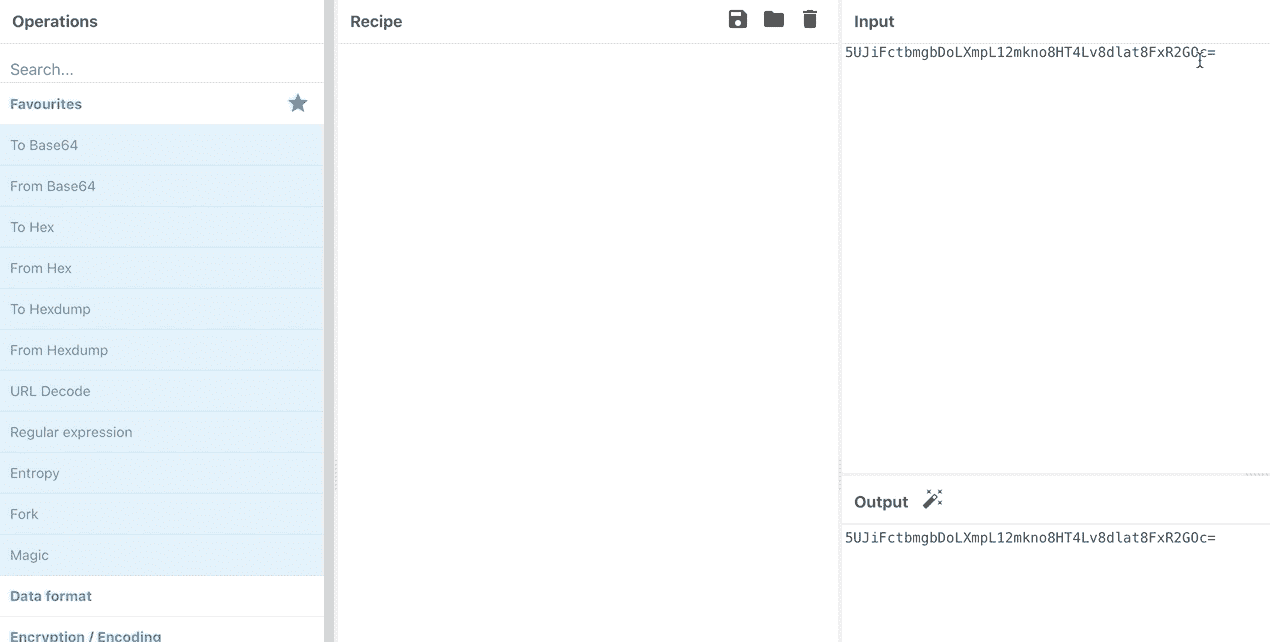 Operations
Search...
Favourites
To Base64
From Base64
To Hex
From Hex
To Hexdump
From Hexdump
URL Decode
Regular expression
Entropy
Fork
Magic
Data format
Encryption / Encoding
Recipe
Input
5UJiFctbmgbDoLXmpL12mkno8HT4Lv8dlat8FxR2GOc=
Output
5UJiFctbmgbDoLXmpL12mkno8HT4Lv8dlat8FxR2GOc=